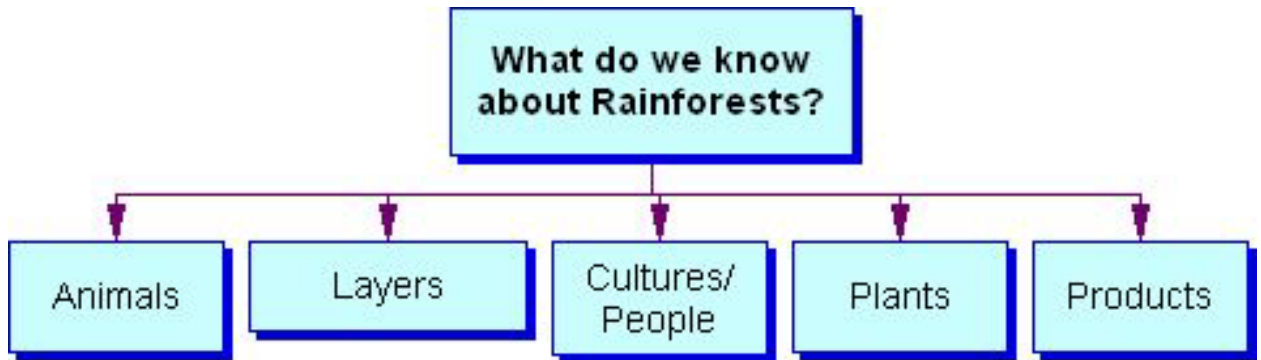 What do we know
about Rainforests?
Animals
Layers
Cultures/
People
Plants
Products